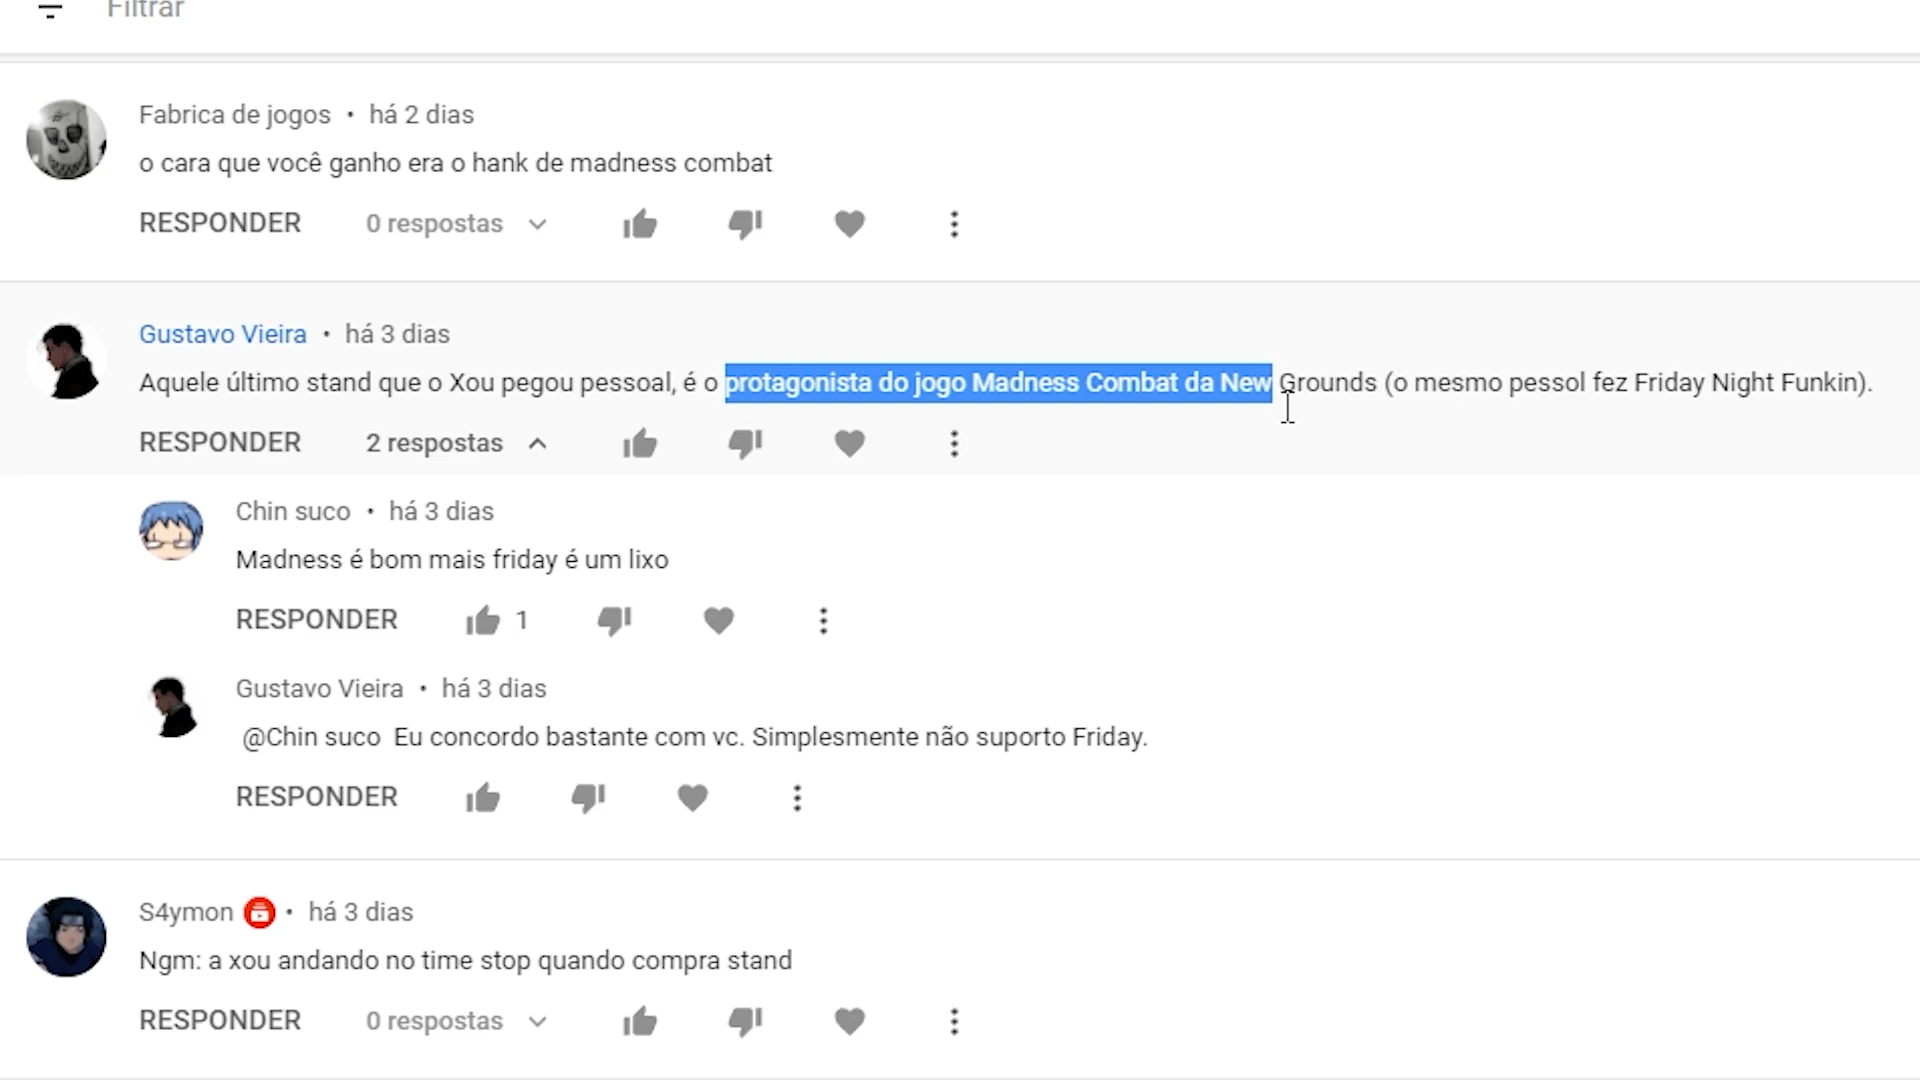 Filtrar
Fabrica de jogos • há 2 dias
o cara que você ganho era o hank de madness combat
RESPONDER 0 respostas
Gustavo Vieira • há 3 dias
Aquele último stand que o Xou pegou pessoal, é o protagonista do jogo Madness Combat da New Grounds (o mesmo pessol fez Friday Night Funkin).
RESPONDER 2 respostas
Chin suco • há 3 dias
Madness é bom mais friday é um lixo
RESPONDER 1
Gustavo Vieira • há 3 dias
@Chin suco Eu concordo bastante com vc. Simplesmente não suporto Friday.
RESPONDER
S4ymon • há 3 dias
Ngm: a xou andando no time stop quando compra stand
RESPONDER 0 respostas